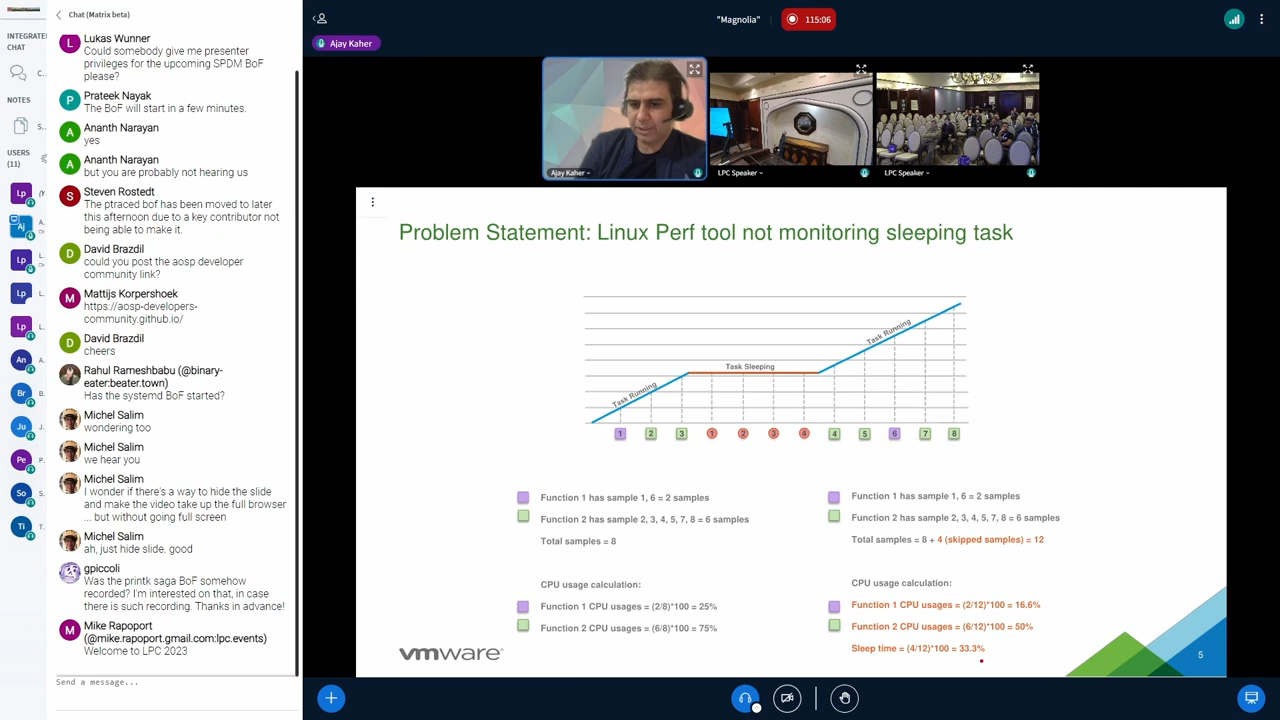 Chat (Matrix beta)
INTEGRATE
CHAT
C...
NOTES
S...
USERS
(11)
Lp
Aj
A.
Lp
Lp
Lp
An
Br
Ju
Pe
So
Ti
Lukas Wunner
Could somebody give me presenter
privileges for the upcoming SPDM BoF
please?
Prateek Nayak
The BoF will start in a few minutes.
Ananth Narayan
yes
Ananth Narayan
but you are probably not hearing us
Steven Rostedt
The ptraced bof has been moved to later
this afternoon due to a key contributor not
being able to make it.
David Brazdil
could you post the aosp developer
community link?
Mattijs Korpershoek
https://aosp-developers-
community.github.io/
David Brazdil
cheers
Rahul Rameshbabu (@binary-
eater:beater.town)
Has the systemd BoF started?
Michel Salim
wondering too
Michel Salim
we hear you
Michel Salim
I wonder if there's a way to hide the slide
and make the video take up the full browser
... but without going full screen
Michel Salim
ah, just hide slide. good
gpiccoli
Was the printk saga BoF somehow
recorded? I'm interested on that, in case
there is such recording. Thanks in advance!
Mike Rapoport
(@mike.rapoport.gmail.com:lpc.events)
Welcome to LPC 2023
Send a message...
"Magnolia"
115:06
Ajay Kaher
Ajay Kaher
LPC Speaker
LPC Speaker
Problem Statement: Linux Perf tool not monitoring sleeping task
Task Running
Task Sleeping
Task Running
1 2 3 1 2 3 4 4 5 6 7 8
Function 1 has sample 1, 6 = 2 samples
Function 2 has sample 2, 3, 4, 5, 7, 8 = 6 samples
Total samples = 8
CPU usage calculation:
Function 1 CPU usages = (2/8)*100 = 25%
Function 2 CPU usages = (6/8)*100 = 75%
Function 1 has sample 1, 6 = 2 samples
Function 2 has sample 2, 3, 4, 5, 7, 8 = 6 samples
Total samples = 8 + 4 (skipped samples) = 12
CPU usage calculation:
Function 1 CPU usages = (2/12)*100 = 16.6%
Function 2 CPU usages = (6/12)*100 = 50%
Sleep time = (4/12)*100 = 33.3%
vmware®
5